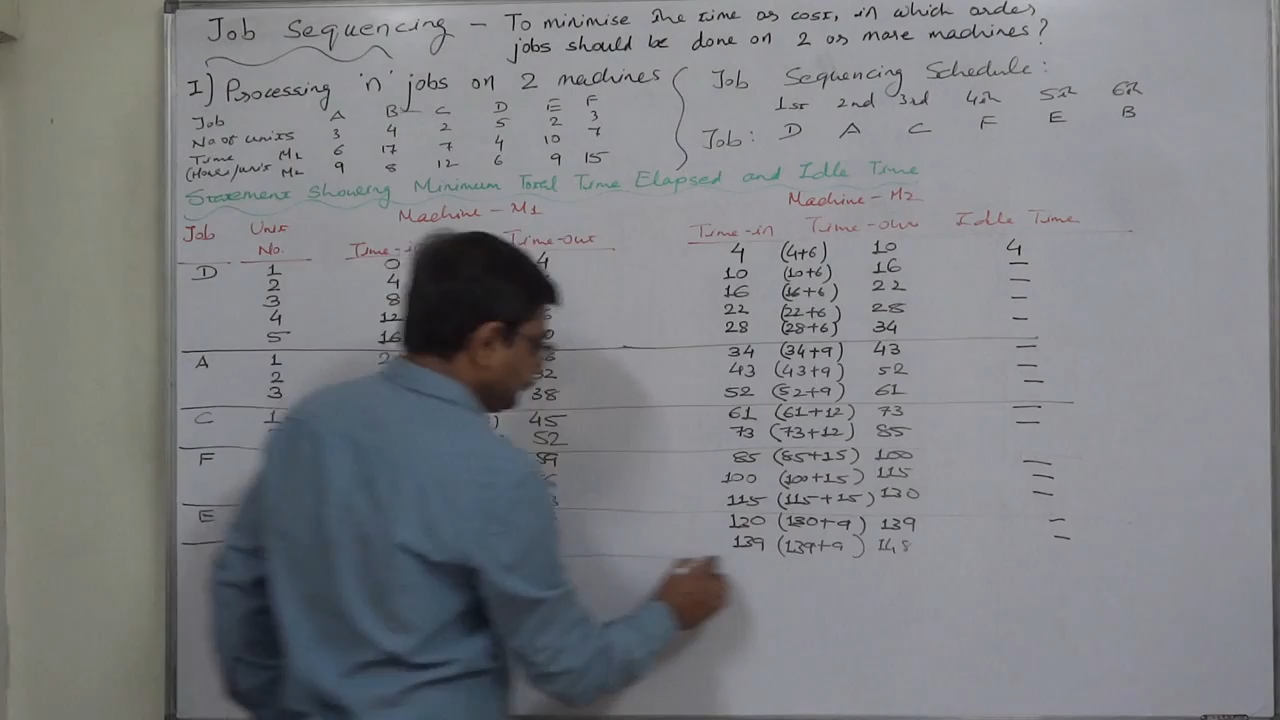 Job Sequencing – To minimise the time or cost, in which order
jobs should be done on 2 or more machines?
I) Processing 'n' jobs on 2 machines
Job A B C D E F
No of units 3 4 2 5 2 3
Time M1 6 17 7 4 10 7
(Hours/unit M2 9 8 12 6 9 15
Job Sequencing Schedule:
1st 2nd 3rd 4th 5th 6th
Job: D A C F E B
Statement showing Minimum Total Time Elapsed and Idle Time
Machine – M1 Machine – M2
Job Unit No. Time-in Time-out Time-in Time-out Idle Time
D 1 0 4 4 (4+6) 10 4
2 4 10 (10+6) 16 –
3 8 16 (16+6) 22 –
4 12 22 (22+6) 28 –
5 16 28 (28+6) 34 –
A 1 34 (34+9) 43 –
2 32 43 (43+9) 52 –
3 38 52 (52+9) 61 –
C 1 45 61 (61+12) 73 –
52 73 (73+12) 85 –
F 59 85 (85+15) 100 –
100 (100+15) 115 –
115 (115+15) 130 –
E 130 (130+9) 139 –
139 (139+9) 148 –